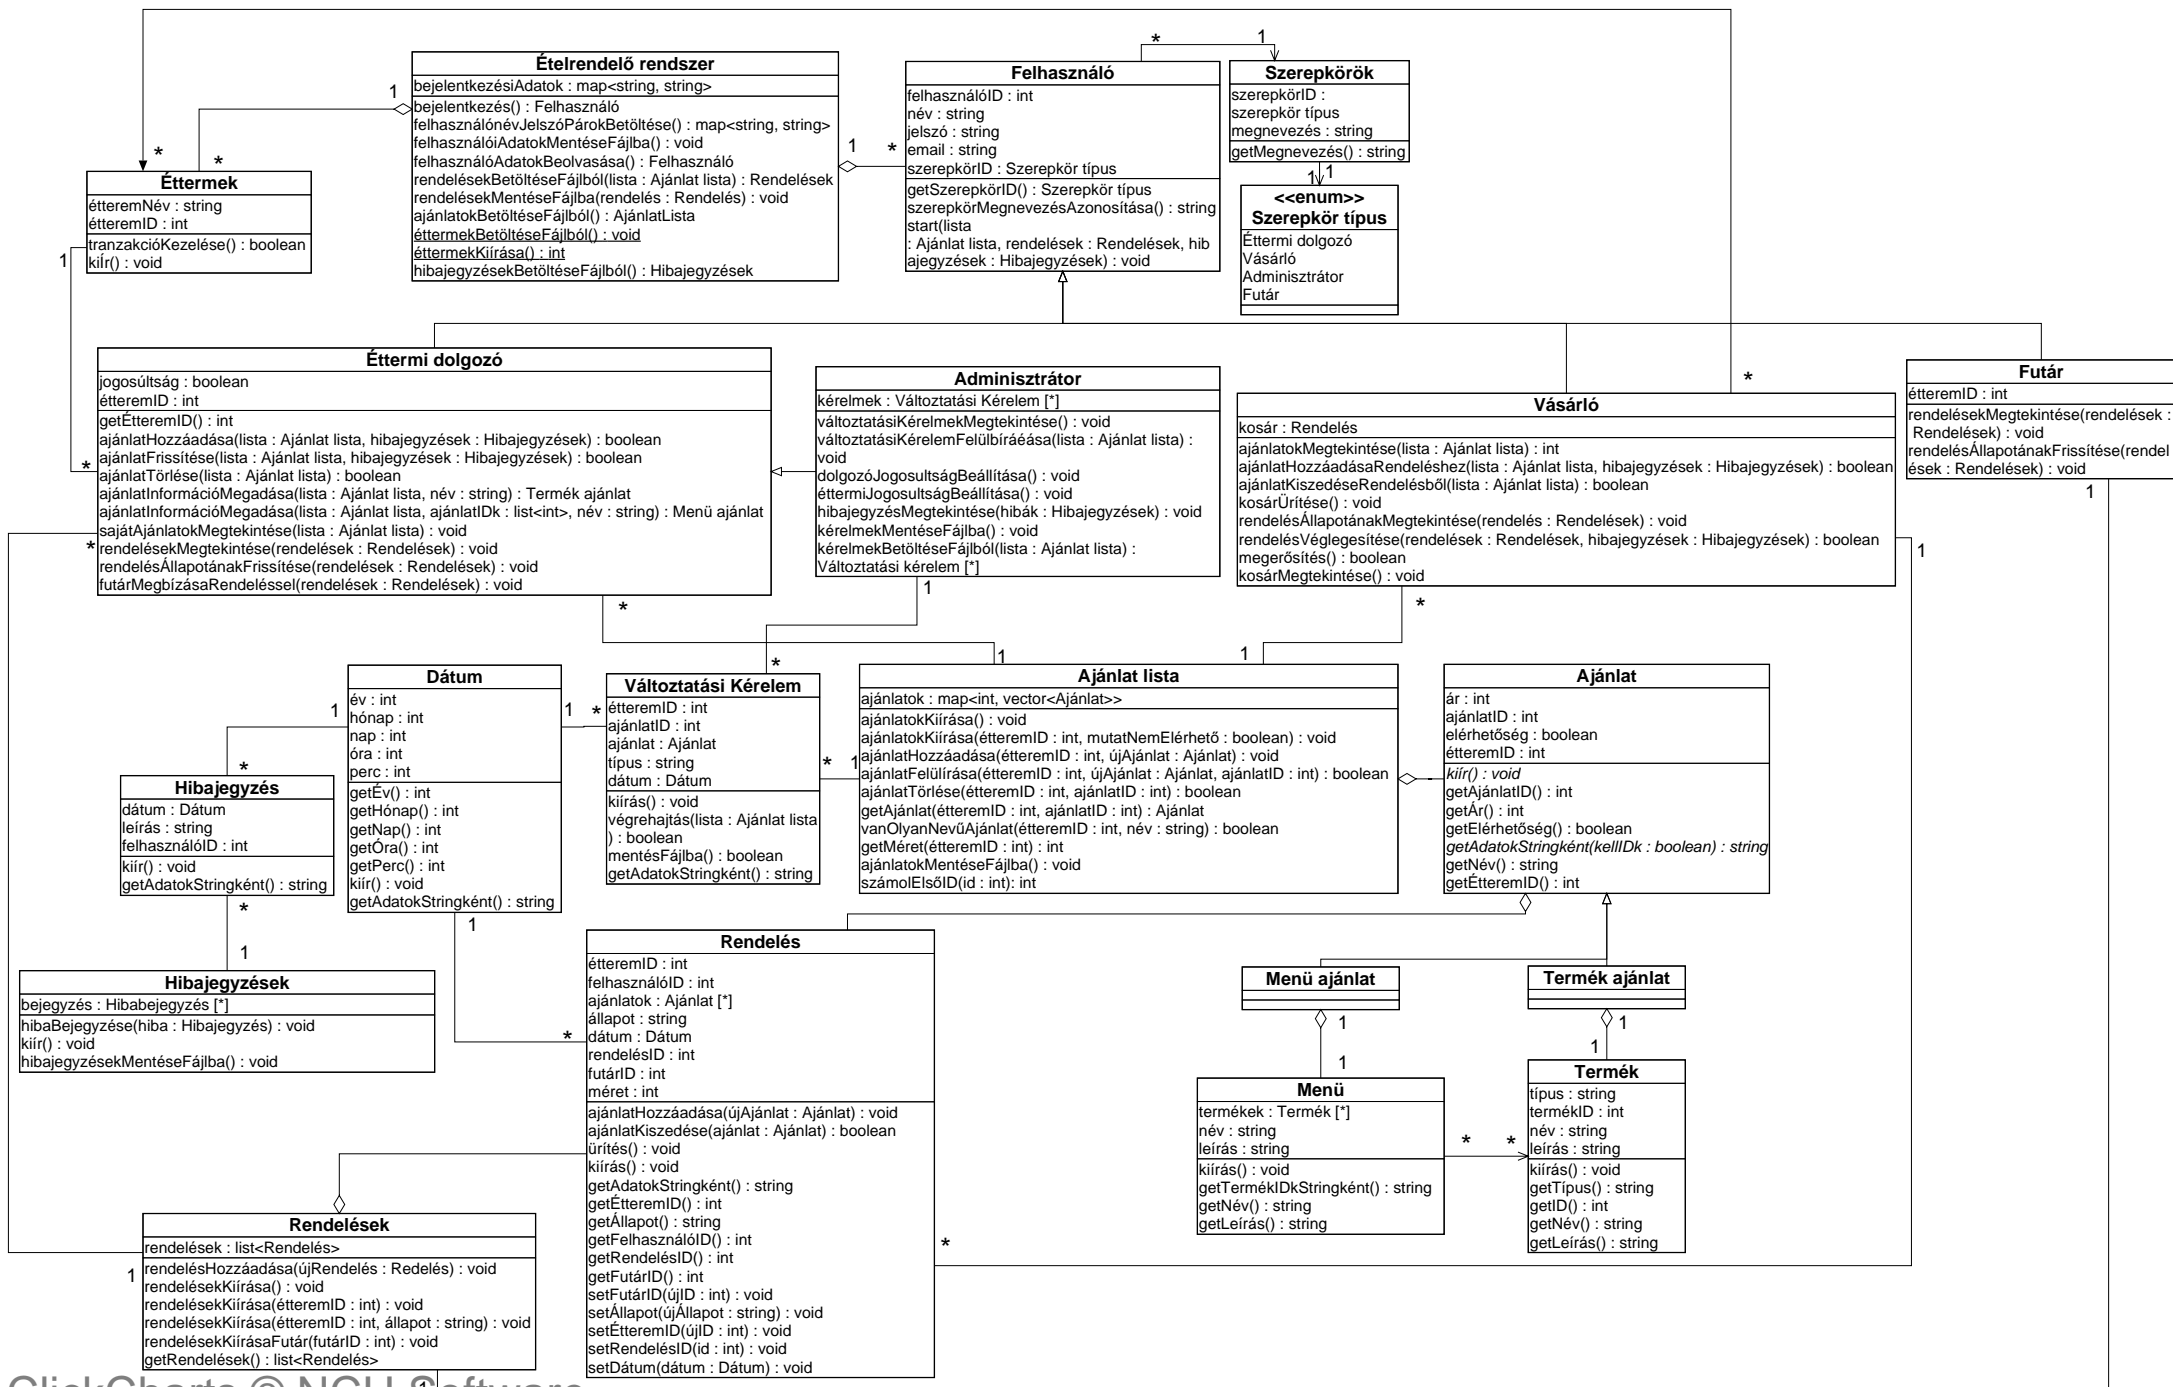 Ételrendelő rendszer
bejelentkezésiAdatok : map<string, string>
bejelentkezés() : Felhasználó
felhasználónévJelszóPárokBetöltése() : map<string, string>
felhasználóiAdatokMentéseFájlba() : void
felhasználóAdatokBeolvasása() : Felhasználó
rendelésekBetöltéseFájlból(lista : Ajánlat lista) : Rendelések
rendelésekMentéseFájlba(rendelés : Rendelés) : void
ajánlatokBetöltéseFájlból() : AjánlatLista
éttermekBetöltéseFájlból() : void
éttermekKiírása() : int
hibajegyzésekBetöltéseFájlból() : Hibajegyzések
1
*
1
*
Felhasználó
felhasználóID : int
név : string
jelszó : string
email : string
szerepkörID : Szerepkör típus
getSzerepkörID() : Szerepkör típus
szerepkörMegnevezésAzonosítása() : string
start(lista
: Ajánlat lista, rendelések : Rendelések, hib
ajegyzések : Hibajegyzések) : void
*
1
Szerepkörök
szerepkörID :
szerepkör típus
megnevezés : string
getMegnevezés() : string
1
1
<<enum>>
Szerepkör típus
Éttermi dolgozó
Vásárló
Adminisztrátor
Futár
*
Éttermek
étteremNév : string
étteremID : int
tranzakcióKezelése() : boolean
kiÍr() : void
1
*
Éttermi dolgozó
jogosúltság : boolean
étteremID : int
getÉtteremID() : int
ajánlatHozzáadása(lista : Ajánlat lista, hibajegyzések : Hibajegyzések) : boolean
ajánlatFrissítése(lista : Ajánlat lista, hibajegyzések : Hibajegyzések) : boolean
ajánlatTörlése(lista : Ajánlat lista) : boolean
ajánlatInformációMegadása(lista : Ajánlat lista, név : string) : Termék ajánlat
ajánlatInformációMegadása(lista : Ajánlat lista, ajánlatIDk : list<int>, név : string) : Menü ajánlat
sajátAjánlatokMegtekintése(lista : Ajánlat lista) : void
rendelésekMegtekintése(rendelések : Rendelések) : void
rendelésÁllapotánakFrissítése(rendelések : Rendelések) : void
futárMegbízásaRendeléssel(rendelések : Rendelések) : void
*
*
Adminisztrátor
kérelmek : Változtatási Kérelem [*]
változtatásiKérelmekMegtekintése() : void
változtatásiKérelemFelülbíráéása(lista : Ajánlat lista) :
void
dolgozóJogosultságBeállítása() : void
éttermiJogosultságBeállítása() : void
hibajegyzésMegtekintése(hibák : Hibajegyzések) : void
kérelmekMentéseFájlba() : void
kérelmekBetöltéseFájlból(lista : Ajánlat lista) :
Változtatási kérelem [*]
1
*
Vásárló
kosár : Rendelés
ajánlatokMegtekintése(lista : Ajánlat lista) : int
ajánlatHozzáadásaRendeléshez(lista : Ajánlat lista, hibajegyzések : Hibajegyzések) : boolean
ajánlatKiszedéseRendelésből(lista : Ajánlat lista) : boolean
kosárÜrítése() : void
rendelésÁllapotánakMegtekintése(rendelés : Rendelések) : void
rendelésVéglegesítése(rendelések : Rendelések, hibajegyzések : Hibajegyzések) : boolean
megerősítés() : boolean
kosárMegtekintése() : void
1
*
Futár
étteremID : int
rendelésekMegtekintése(rendelések :
Rendelések) : void
rendelésÁllapotánakFrissítése(rendel
ések : Rendelések) : void
1
Dátum
év : int
hónap : int
nap : int
óra : int
perc : int
getÉv() : int
getHónap() : int
getNap() : int
getÓra() : int
getPerc() : int
kiír() : void
getAdatokStringként() : string
1
1
1
*
*
Változtatási Kérelem
étteremID : int
ajánlatID : int
ajánlat : Ajánlat
típus : string
dátum : Dátum
kiírás() : void
végrehajtás(lista : Ajánlat lista
) : boolean
mentésFájlba() : boolean
getAdatokStringként() : string
*
1
1
1
Ajánlat lista
ajánlatok : map<int, vector<Ajánlat>>
ajánlatokKiírása() : void
ajánlatokKiírása(étteremID : int, mutatNemElérhető : boolean) : void
ajánlatHozzáadása(étteremID : int, újAjánlat : Ajánlat) : void
ajánlatFelülírása(étteremID : int, újAjánlat : Ajánlat, ajánlatID : int) : boolean
ajánlatTörlése(étteremID : int, ajánlatID : int) : boolean
getAjánlat(étteremID : int, ajánlatID : int) : Ajánlat
vanOlyanNevűAjánlat(étteremID : int, név : string) : boolean
getMéret(étteremID : int) : int
ajánlatokMentéseFájlba() : void
számolElsőID(id : int): int
Ajánlat
ár : int
ajánlatID : int
elérhetőség : boolean
étteremID : int
kiír() : void
getAjánlatID() : int
getÁr() : int
getElérhetőség() : boolean
getAdatokStringként(kellIDk : boolean) : string
getNév() : string
getÉtteremID() : int
*
Hibajegyzés
dátum : Dátum
leírás : string
felhasználóID : int
kiír() : void
getAdatokStringként() : string
*
1
Hibajegyzések
bejegyzés : Hibabejegyzés [*]
hibaBejegyzése(hiba : Hibajegyzés) : void
kiír() : void
hibajegyzésekMentéseFájlba() : void
Rendelés
étteremID : int
felhasználóID : int
ajánlatok : Ajánlat [*]
állapot : string
dátum : Dátum
rendelésID : int
futárID : int
méret : int
ajánlatHozzáadása(újAjánlat : Ajánlat) : void
ajánlatKiszedése(ajánlat : Ajánlat) : boolean
ürítés() : void
kiírás() : void
getAdatokStringként() : string
getÉtteremID() : int
getÁllapot() : string
getFelhasználóID() : int
getRendelésID() : int
getFutárID() : int
setFutárID(újID : int) : void
setÁllapot(újÁllapot : string) : void
setÉtteremID(újID : int) : void
setRendelésID(id : int) : void
setDátum(dátum : Dátum) : void
*
*
Menü ajánlat
1
1
Termék ajánlat
1
1
Menü
termékek : Termék [*]
név : string
leírás : string
kiírás() : void
getTermékIDkStringként() : string
getNév() : string
getLeírás() : string
*
*
Termék
típus : string
termékID : int
név : string
leírás : string
kiírás() : void
getTípus() : string
getID() : int
getNév() : string
getLeírás() : string
Rendelések
rendelések : list<Rendelés>
rendelésHozzáadása(újRendelés : Redelés) : void
rendelésekKiírása() : void
rendelésekKiírása(étteremID : int) : void
rendelésekKiírása(étteremID : int, állapot : string) : void
rendelésekKiírásaFutár(futárID : int) : void
getRendelések() : list<Rendelés>
1
1
ClickCharts © NCH Software